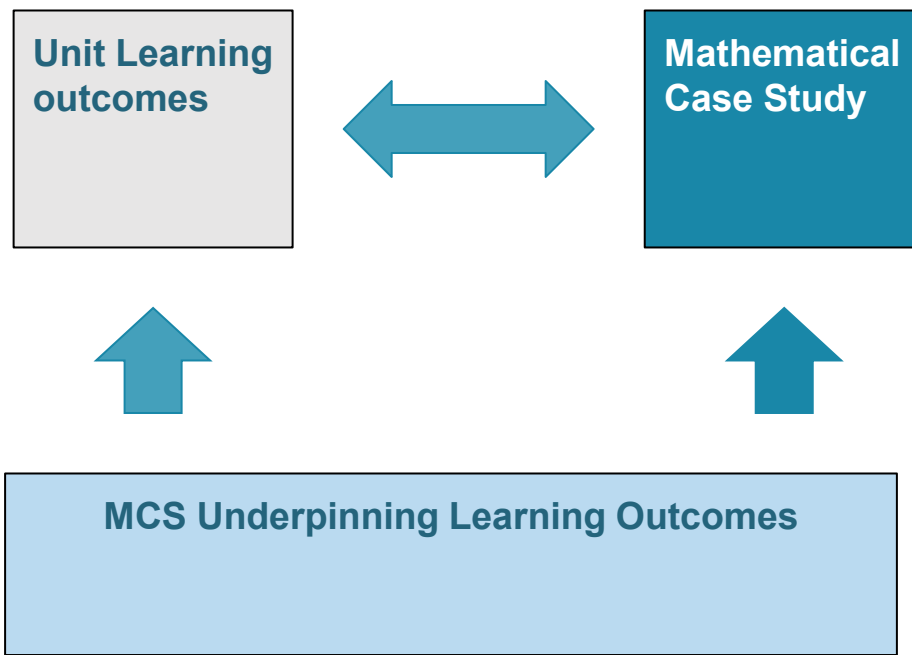 Unit Learning
outcomes
Mathematical
Case Study
MCS Underpinning Learning Outcomes